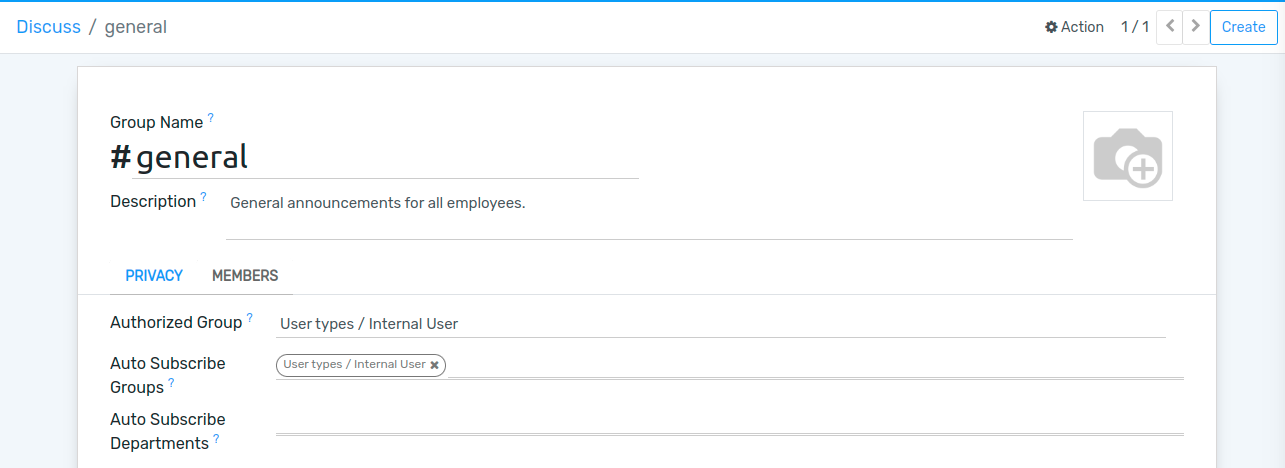 Discuss / general
Action 1 / 1 Create
Group Name ?
# general
Description ? General announcements for all employees.
PRIVACY MEMBERS
Authorized Group ? User types / Internal User
Auto Subscribe
Groups ?
User types / Internal User ✖
Auto Subscribe
Departments ?